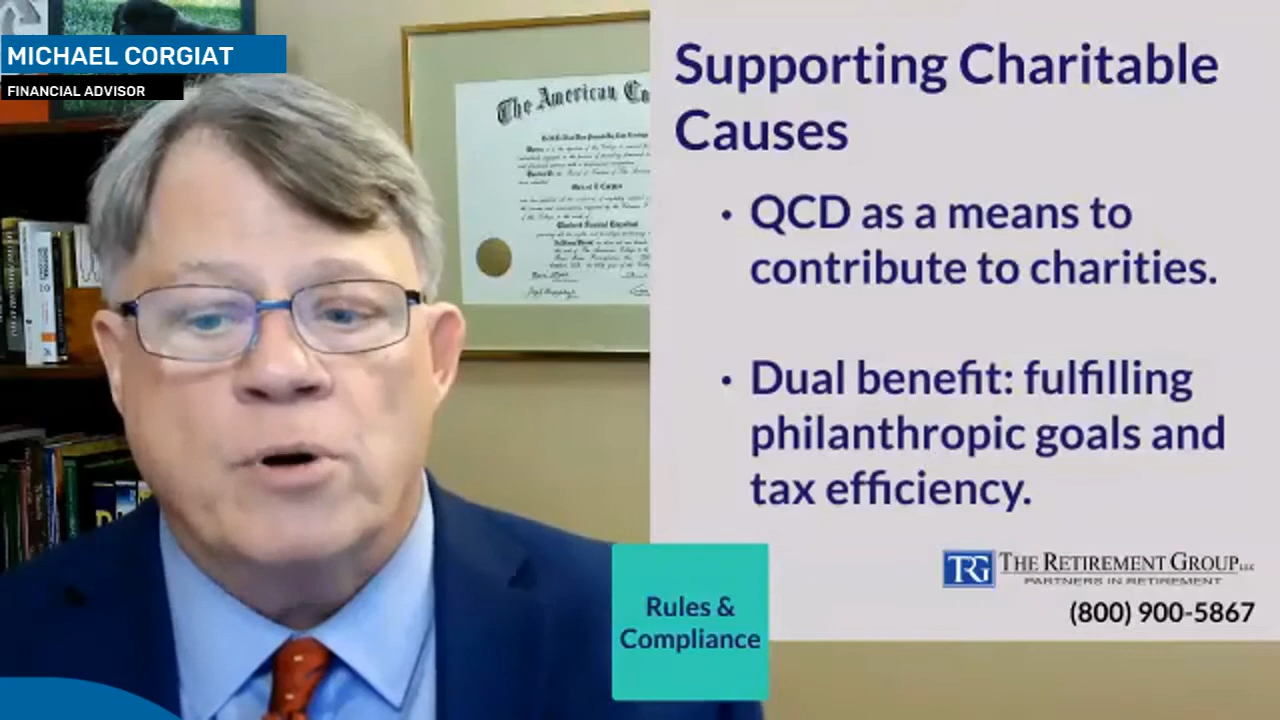 MICHAEL CORGIAT
FINANCIAL ADVISOR
The American Co
Supporting Charitable
Causes
• QCD as a means to
contribute to charities.
• Dual benefit: fulfilling
philanthropic goals and
tax efficiency.
TRG THE RETIREMENT GROUP LLC
PARTNERS IN RETIREMENT
(800) 900-5867
Rules &
Compliance